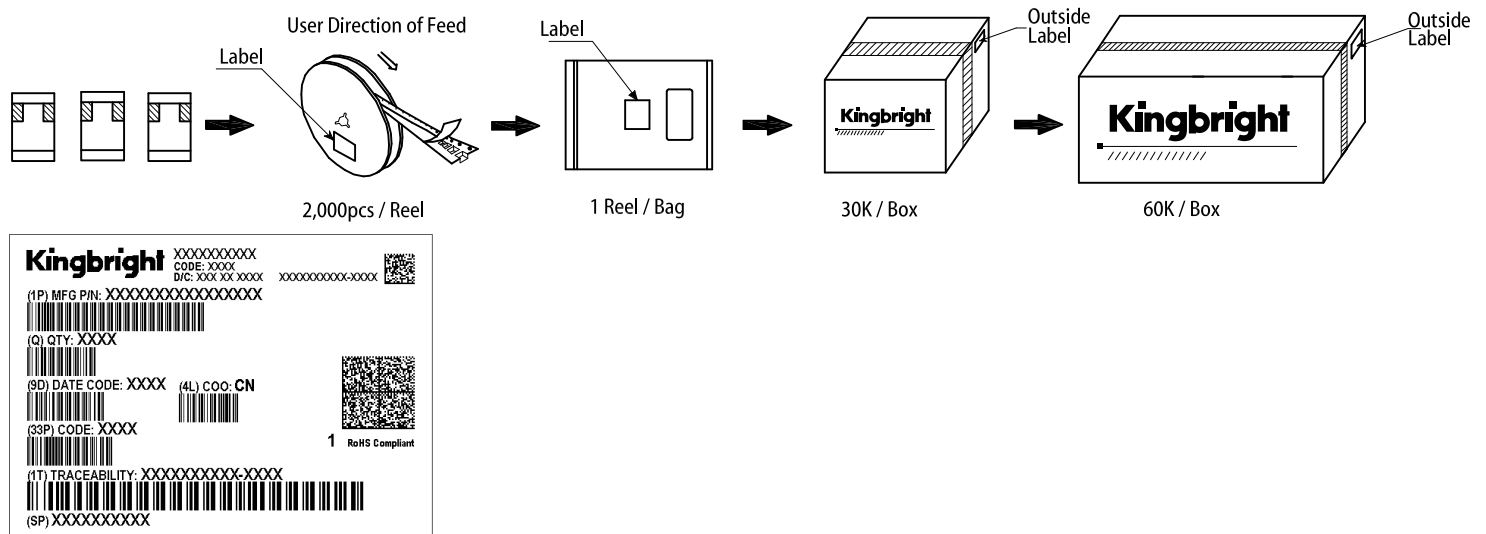 User Direction of Feed
Label
Label
Outside
Label
Outside
Label
Kingbright
Kingbright
2,000pcs / Reel
1 Reel / Bag
30K / Box
60K / Box
Kingbright
XXXXXXXXXX
CODE: XXXX
D/C: XXX XX XXXX
XXXXXXXXXX-XXXX
(1P) MFG P/N: XXXXXXXXXXXXXXXX
(Q) QTY: XXXX
(9D) DATE CODE: XXXX
(4L) COO: CN
(33P) CODE: XXXX
1 RoHS Compliant
(1T) TRACEABILITY: XXXXXXXXXX-XXXX
(SP) XXXXXXXXXX